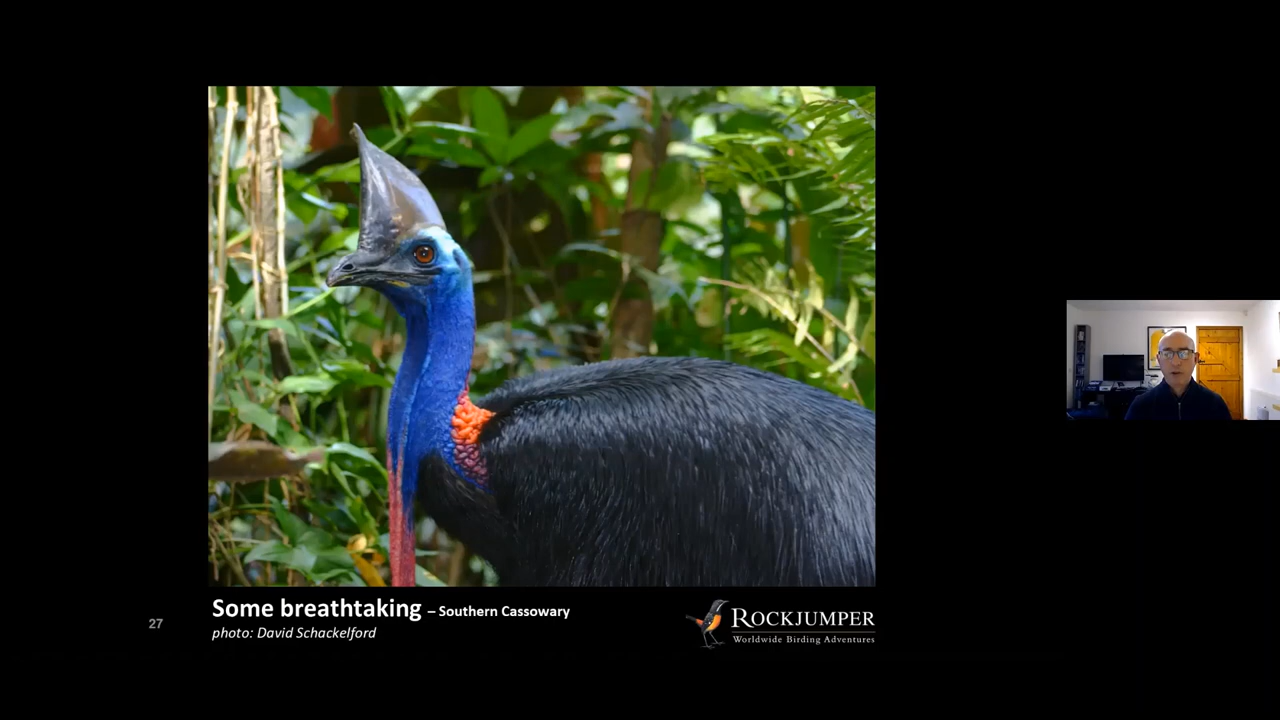 Some breathtaking – Southern Cassowary
photo: David Schackelford
27
ROCKJUMPER
Worldwide Birding Adventures